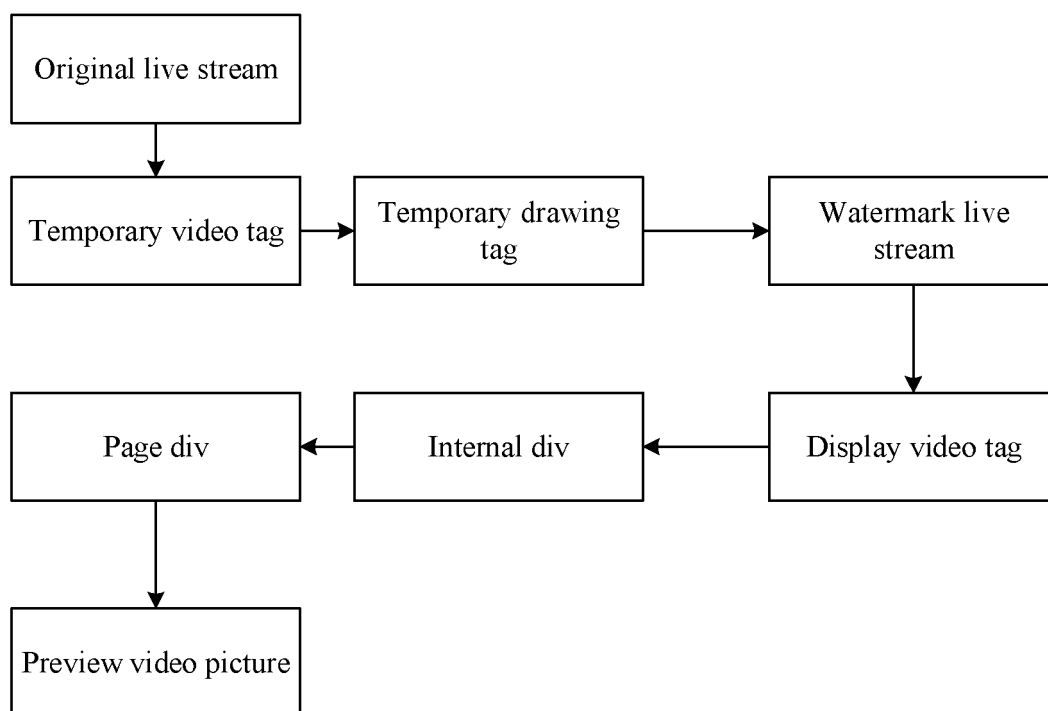 Original live stream
Temporary video tag
Temporary drawing
tag
Watermark live
stream
Page div
Internal div
Display video tag
Preview video picture